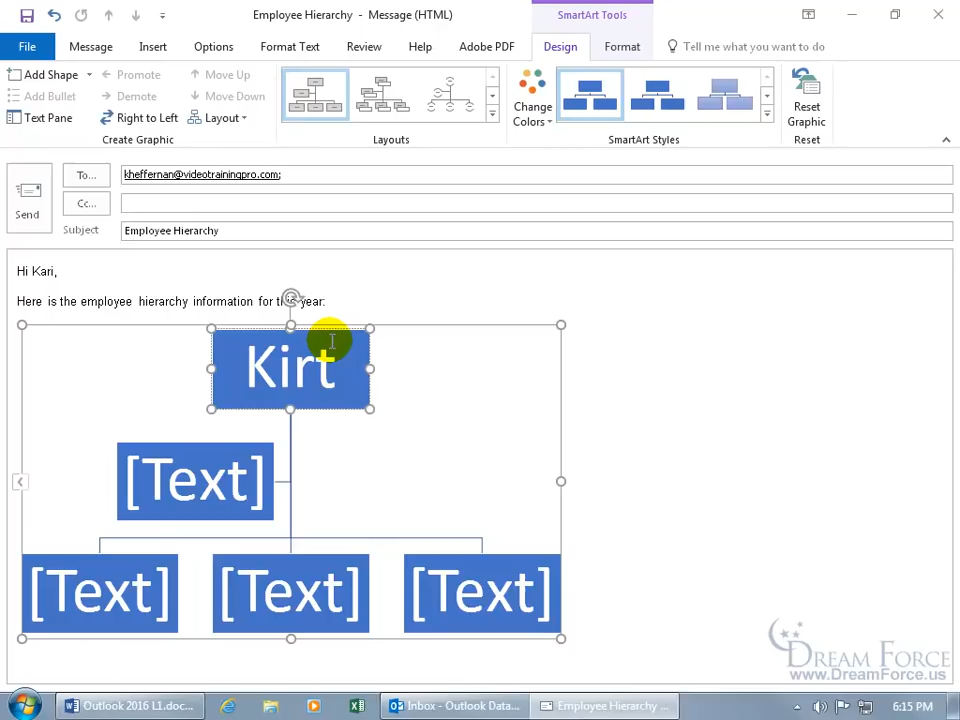 Employee Hierarchy - Message (HTML)
SmartArt Tools
File Message Insert Options Format Text Review Help Adobe PDF Design Format Tell me what you want to do
Add Shape Promote Move Up
Add Bullet Demote Move Down
Text Pane Right to Left Layout
Create Graphic
Layouts
Change
Colors
SmartArt Styles
Reset
Graphic
Reset
To... kheffernan@videotrainingpro.com;
Cc...
Send
Subject Employee Hierarchy
Hi Kari,
Here is the employee hierarchy information for this year:
Kirt
[Text]
[Text] [Text] [Text]
DREAM FORCE
www.DreamForce.us
Outlook 2016 L1.doc... Inbox - Outlook Data... Employee Hierarchy ... 6:15 PM